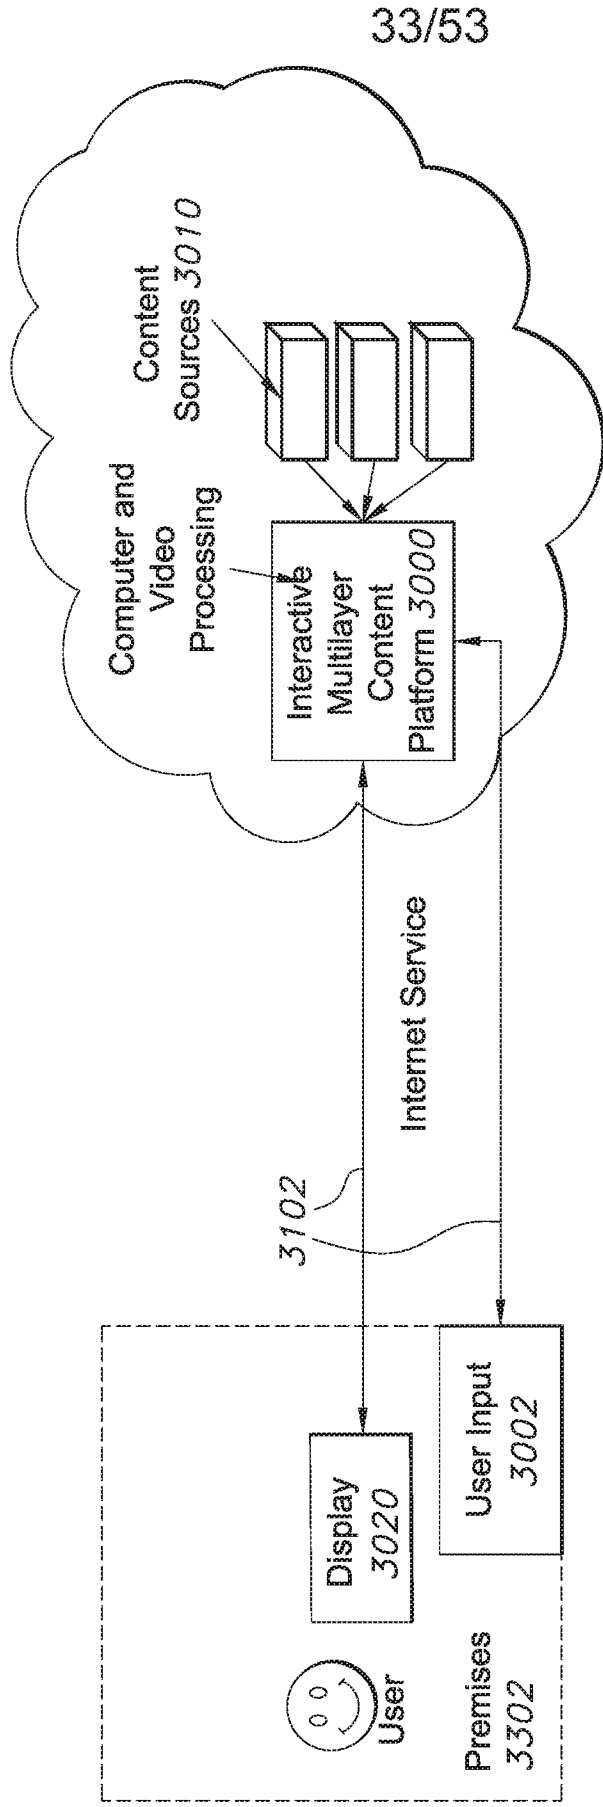 33/53
Content
Sources 3010
Computer and
Video
Processing
Interactive
Multilayer
Content
Platform 3000
Internet Service
3102
Display
3020
User Input
3002
User
Premises
3302